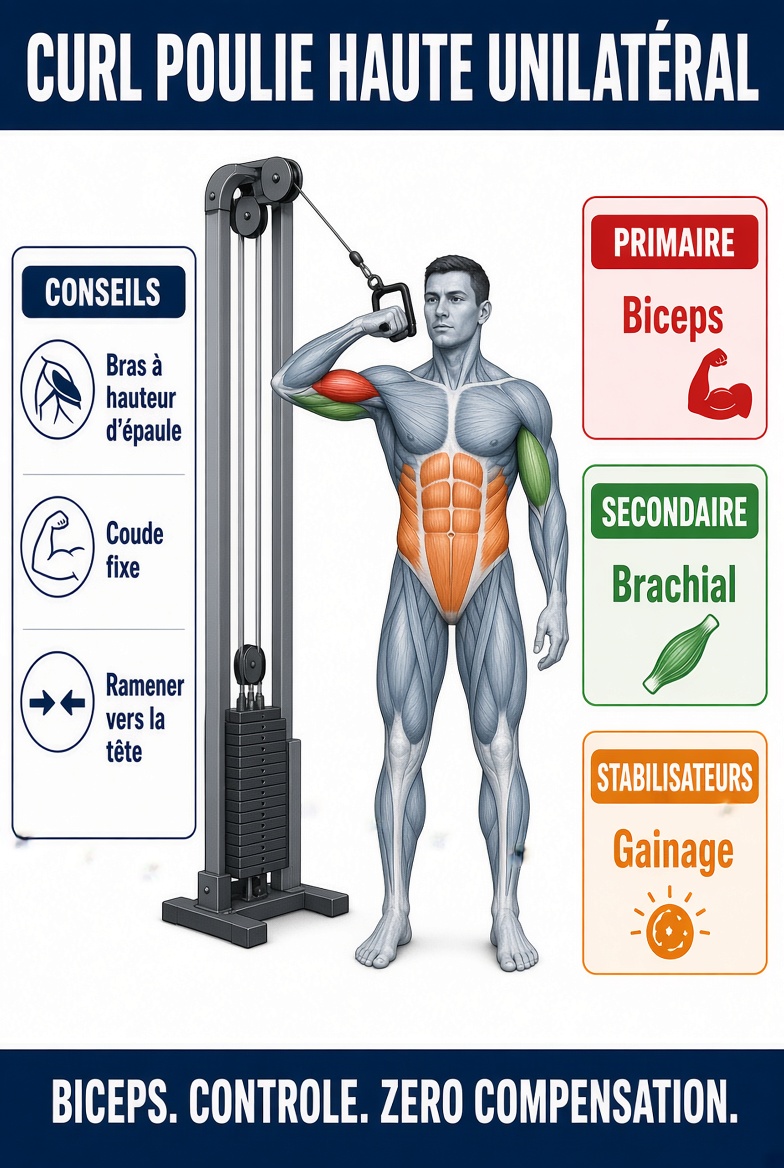 CURL POULIE HAUTE UNILATÉRAL
CONSEILS
Bras à
hauteur
d'épaule
Coude
fixe
Ramener
vers la
tête
PRIMAIRE
Biceps
SECONDAIRE
Brachial
STABILISATEURS
Gainage
BICEPS. CONTROLE. ZERO COMPENSATION.